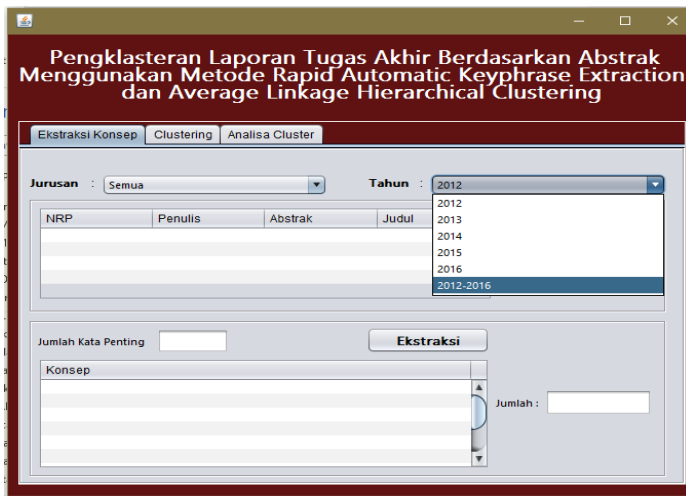 Pengklasteran Laporan Tugas Akhir Berdasarkan Abstrak
Menggunakan Metode Rapid Automatic Keyphrase Extraction
dan Average Linkage Hierarchical Clustering
Ekstraksi Konsep Clustering Analisa Cluster
Jurusan : Semua Tahun : 2012
2012
2013
2014
2015
2016
2012-2016
NRP Penulis Abstrak Judul
Jumlah Kata Penting Ekstraksi
Konsep
Jumlah :